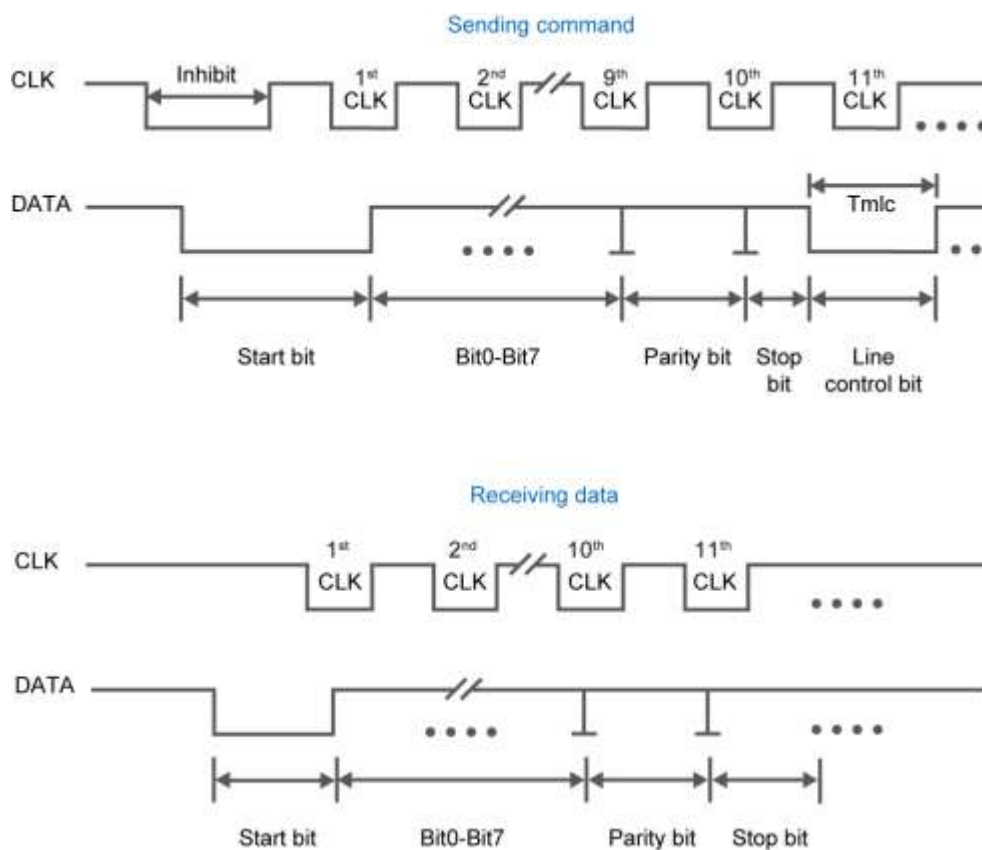 Sending command
CLK
Inhibit
1st CLK
2nd CLK
9th CLK
10th CLK
11th CLK
DATA
Tmlc
Start bit
Bit0-Bit7
Parity bit
Stop bit
Line control bit
Receiving data
CLK
1st CLK
2nd CLK
10th CLK
11th CLK
DATA
Start bit
Bit0-Bit7
Parity bit
Stop bit